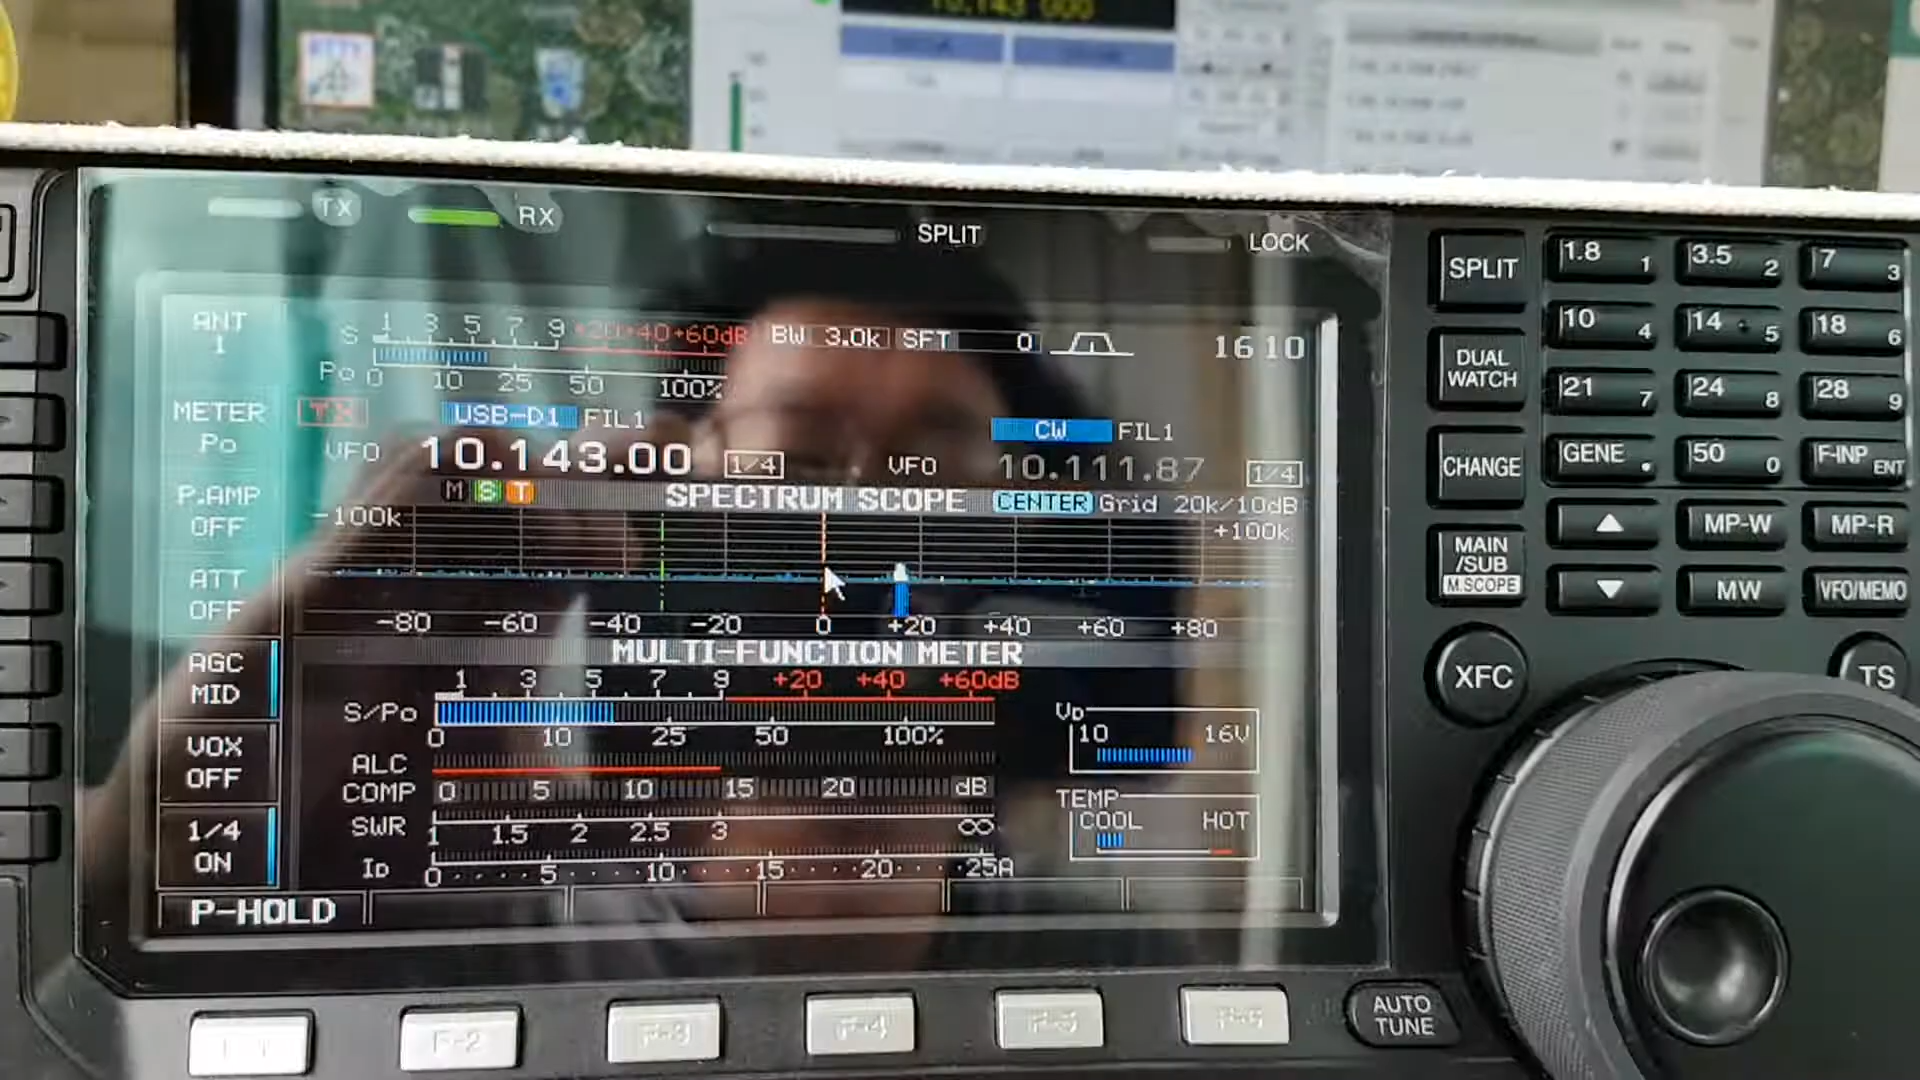 10.143 000
TX RX SPLIT LOCK
ANT
1
METER
Po
P.AMP
OFF
ATT
OFF
AGC
MID
VOX
OFF
1/4
ON
S 1 3 5 7 9 +20+40+60dB BW 3.0k SFT 0 16 10
Po 0 10 25 50 100%
TX USB-D1 FIL1 CW FIL1
VFO 10.143.00 1/4 VFO 10.111.87 1/4
M S T SPECTRUM SCOPE CENTER Grid 20k/10dB
-100k +100k
-80 -60 -40 -20 0 +20 +40 +60 +80
MULTI-FUNCTION METER
1 3 5 7 9 +20 +40 +60dB
S/Po
0 10 25 50 100%
ALC
COMP 0 5 10 15 20 dB
SWR 1 1.5 2 2.5 3 ∞
ID 0 5 10 15 20 25A
VD
10 16V
TEMP
COOL HOT
P-HOLD
F-2 F-3 F-4 F-5 F-6
AUTO
TUNE
SPLIT
1.8 1 3.5 2 7 3
DUAL
WATCH
10 4 14 5 18 6
21 7 24 8 28 9
CHANGE
GENE . 50 0 F-INP ENT
MAIN
/SUB
M.SCOPE
▲ MP-W MP-R
▼ MW VFO/MEMO
XFC TS